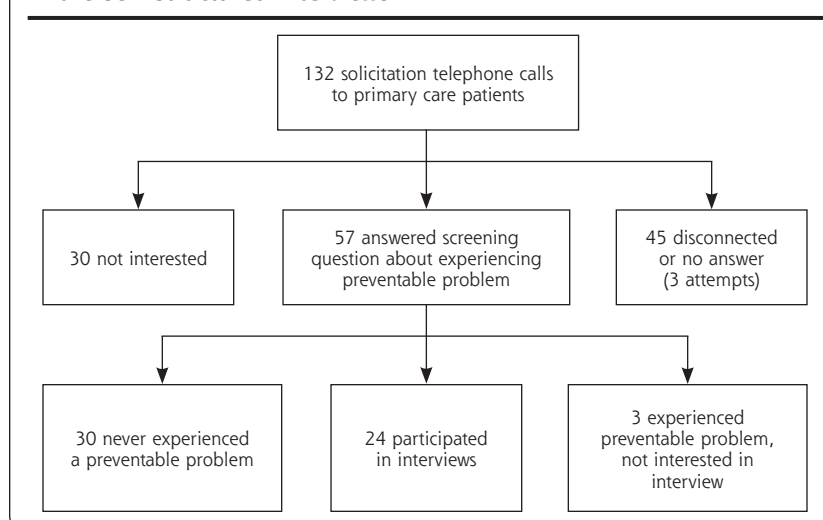 132 solicitation telephone calls
to primary care patients
30 not interested
57 answered screening
question about experiencing
preventable problem
45 disconnected
or no answer
(3 attempts)
30 never experienced
a preventable problem
24 participated
in interviews
3 experienced
preventable problem,
not interested in
interview